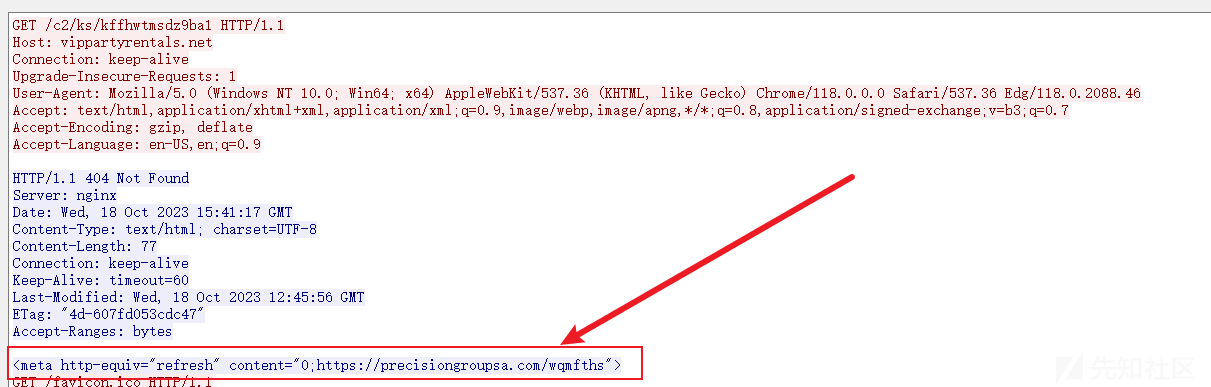 GET /c2/ks/kffhwtmsdz9ba1 HTTP/1.1
Host: vippartyrentals.net
Connection: keep-alive
Upgrade-Insecure-Requests: 1
User-Agent: Mozilla/5.0 (Windows NT 10.0; Win64; x64) AppleWebKit/537.36 (KHTML, like Gecko) Chrome/118.0.0.0 Safari/537.36 Edg/118.0.2088.46
Accept: text/html,application/xhtml+xml,application/xml;q=0.9,image/webp,image/apng,*/*;q=0.8,application/signed-exchange;v=b3;q=0.7
Accept-Encoding: gzip, deflate
Accept-Language: en-US,en;q=0.9
HTTP/1.1 404 Not Found
Server: nginx
Date: Wed, 18 Oct 2023 15:41:17 GMT
Content-Type: text/html; charset=UTF-8
Content-Length: 77
Connection: keep-alive
Keep-Alive: timeout=60
Last-Modified: Wed, 18 Oct 2023 12:45:56 GMT
ETag: "4d-607fd053cdc47"
Accept-Ranges: bytes
<meta http-equiv="refresh" content="0;https://precisiongroupsa.com/wqmfths">
GET /favicon.ico HTTP/1.1
先知社区